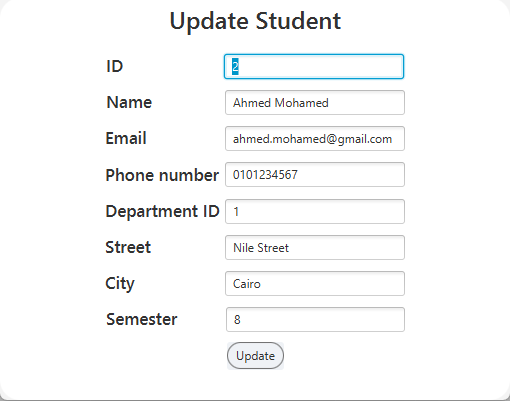 Update Student
ID 2
Name Ahmed Mohamed
Email ahmed.mohamed@gmail.com
Phone number 0101234567
Department ID 1
Street Nile Street
City Cairo
Semester 8
Update